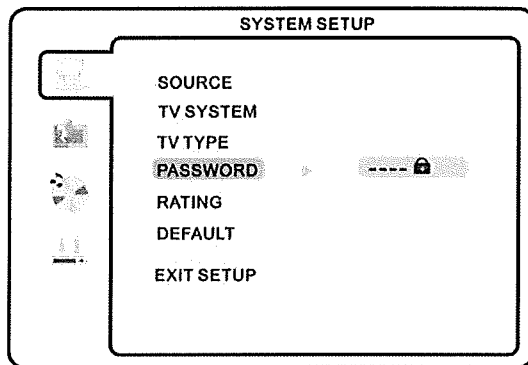 SYSTEM SETUP
SOURCE
TV SYSTEM
TV TYPE
PASSWORD ----
RATING
DEFAULT
EXIT SETUP